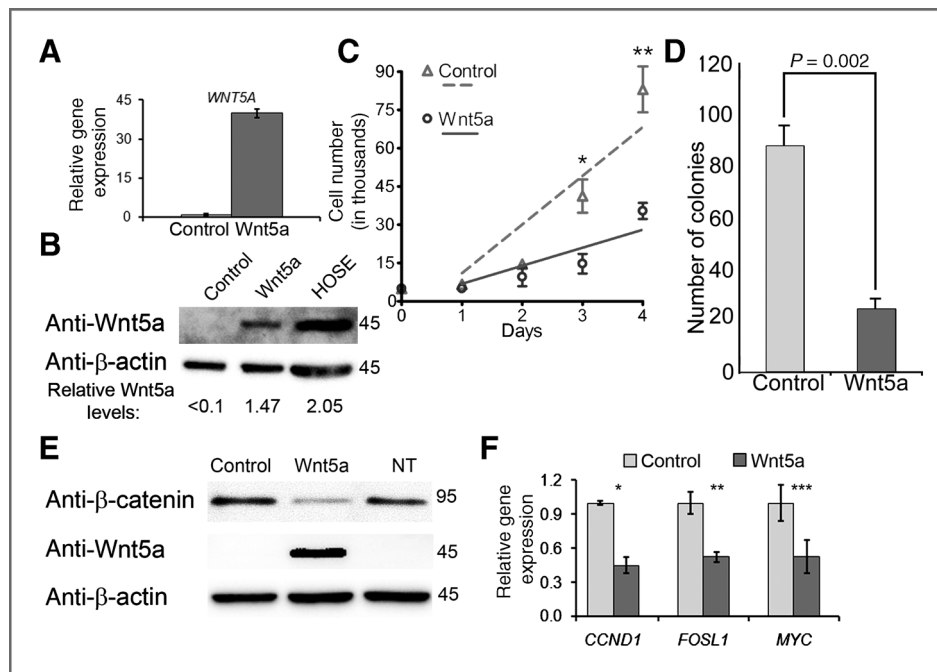 A
WNT5A
Relative gene
expression
45
30
15
0
Control Wnt5a
B
Control
Wnt5a
HOSE
Anti-Wnt5a
45
Anti-β-actin
45
Relative Wnt5a
levels:
<0.1
1.47
2.05
C
Control
Wnt5a
Cell number
(in thousands)
90
75
60
45
30
15
0
*
**
0
1
2
3
4
Days
D
P = 0.002
Number of colonies
120
100
80
60
40
20
0
Control
Wnt5a
E
Control
Wnt5a
NT
Anti-β-catenin
95
Anti-Wnt5a
45
Anti-β-actin
45
F
Control
Wnt5a
Relative gene
expression
1.2
0.9
0.6
0.3
0.0
*
**
***
CCND1
FOSL1
MYC